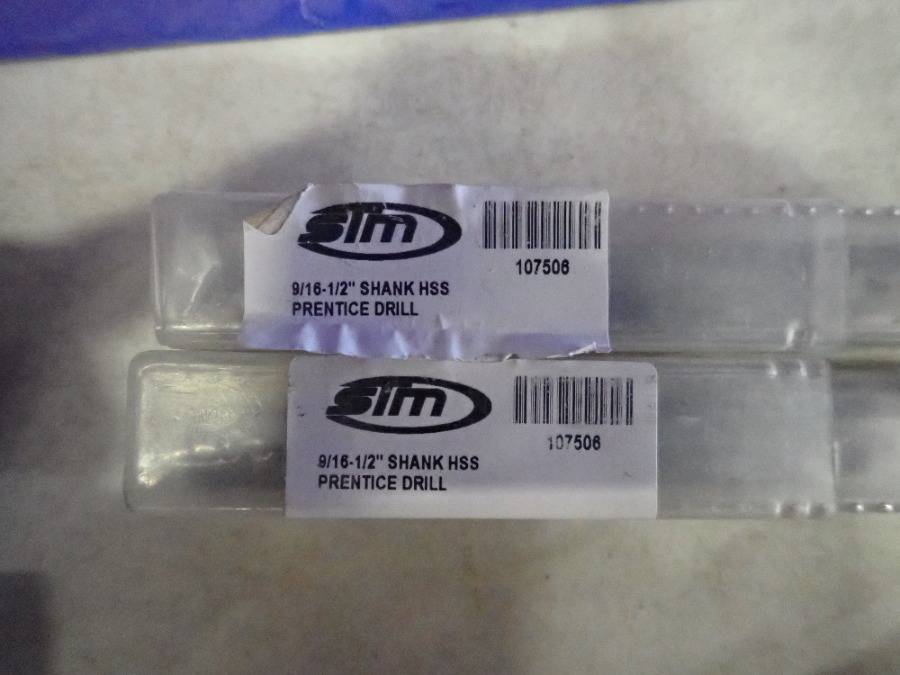 STM
107506
9/16-1/2" SHANK HSS
PRENTICE DRILL
STM
107506
9/16-1/2" SHANK HSS
PRENTICE DRILL